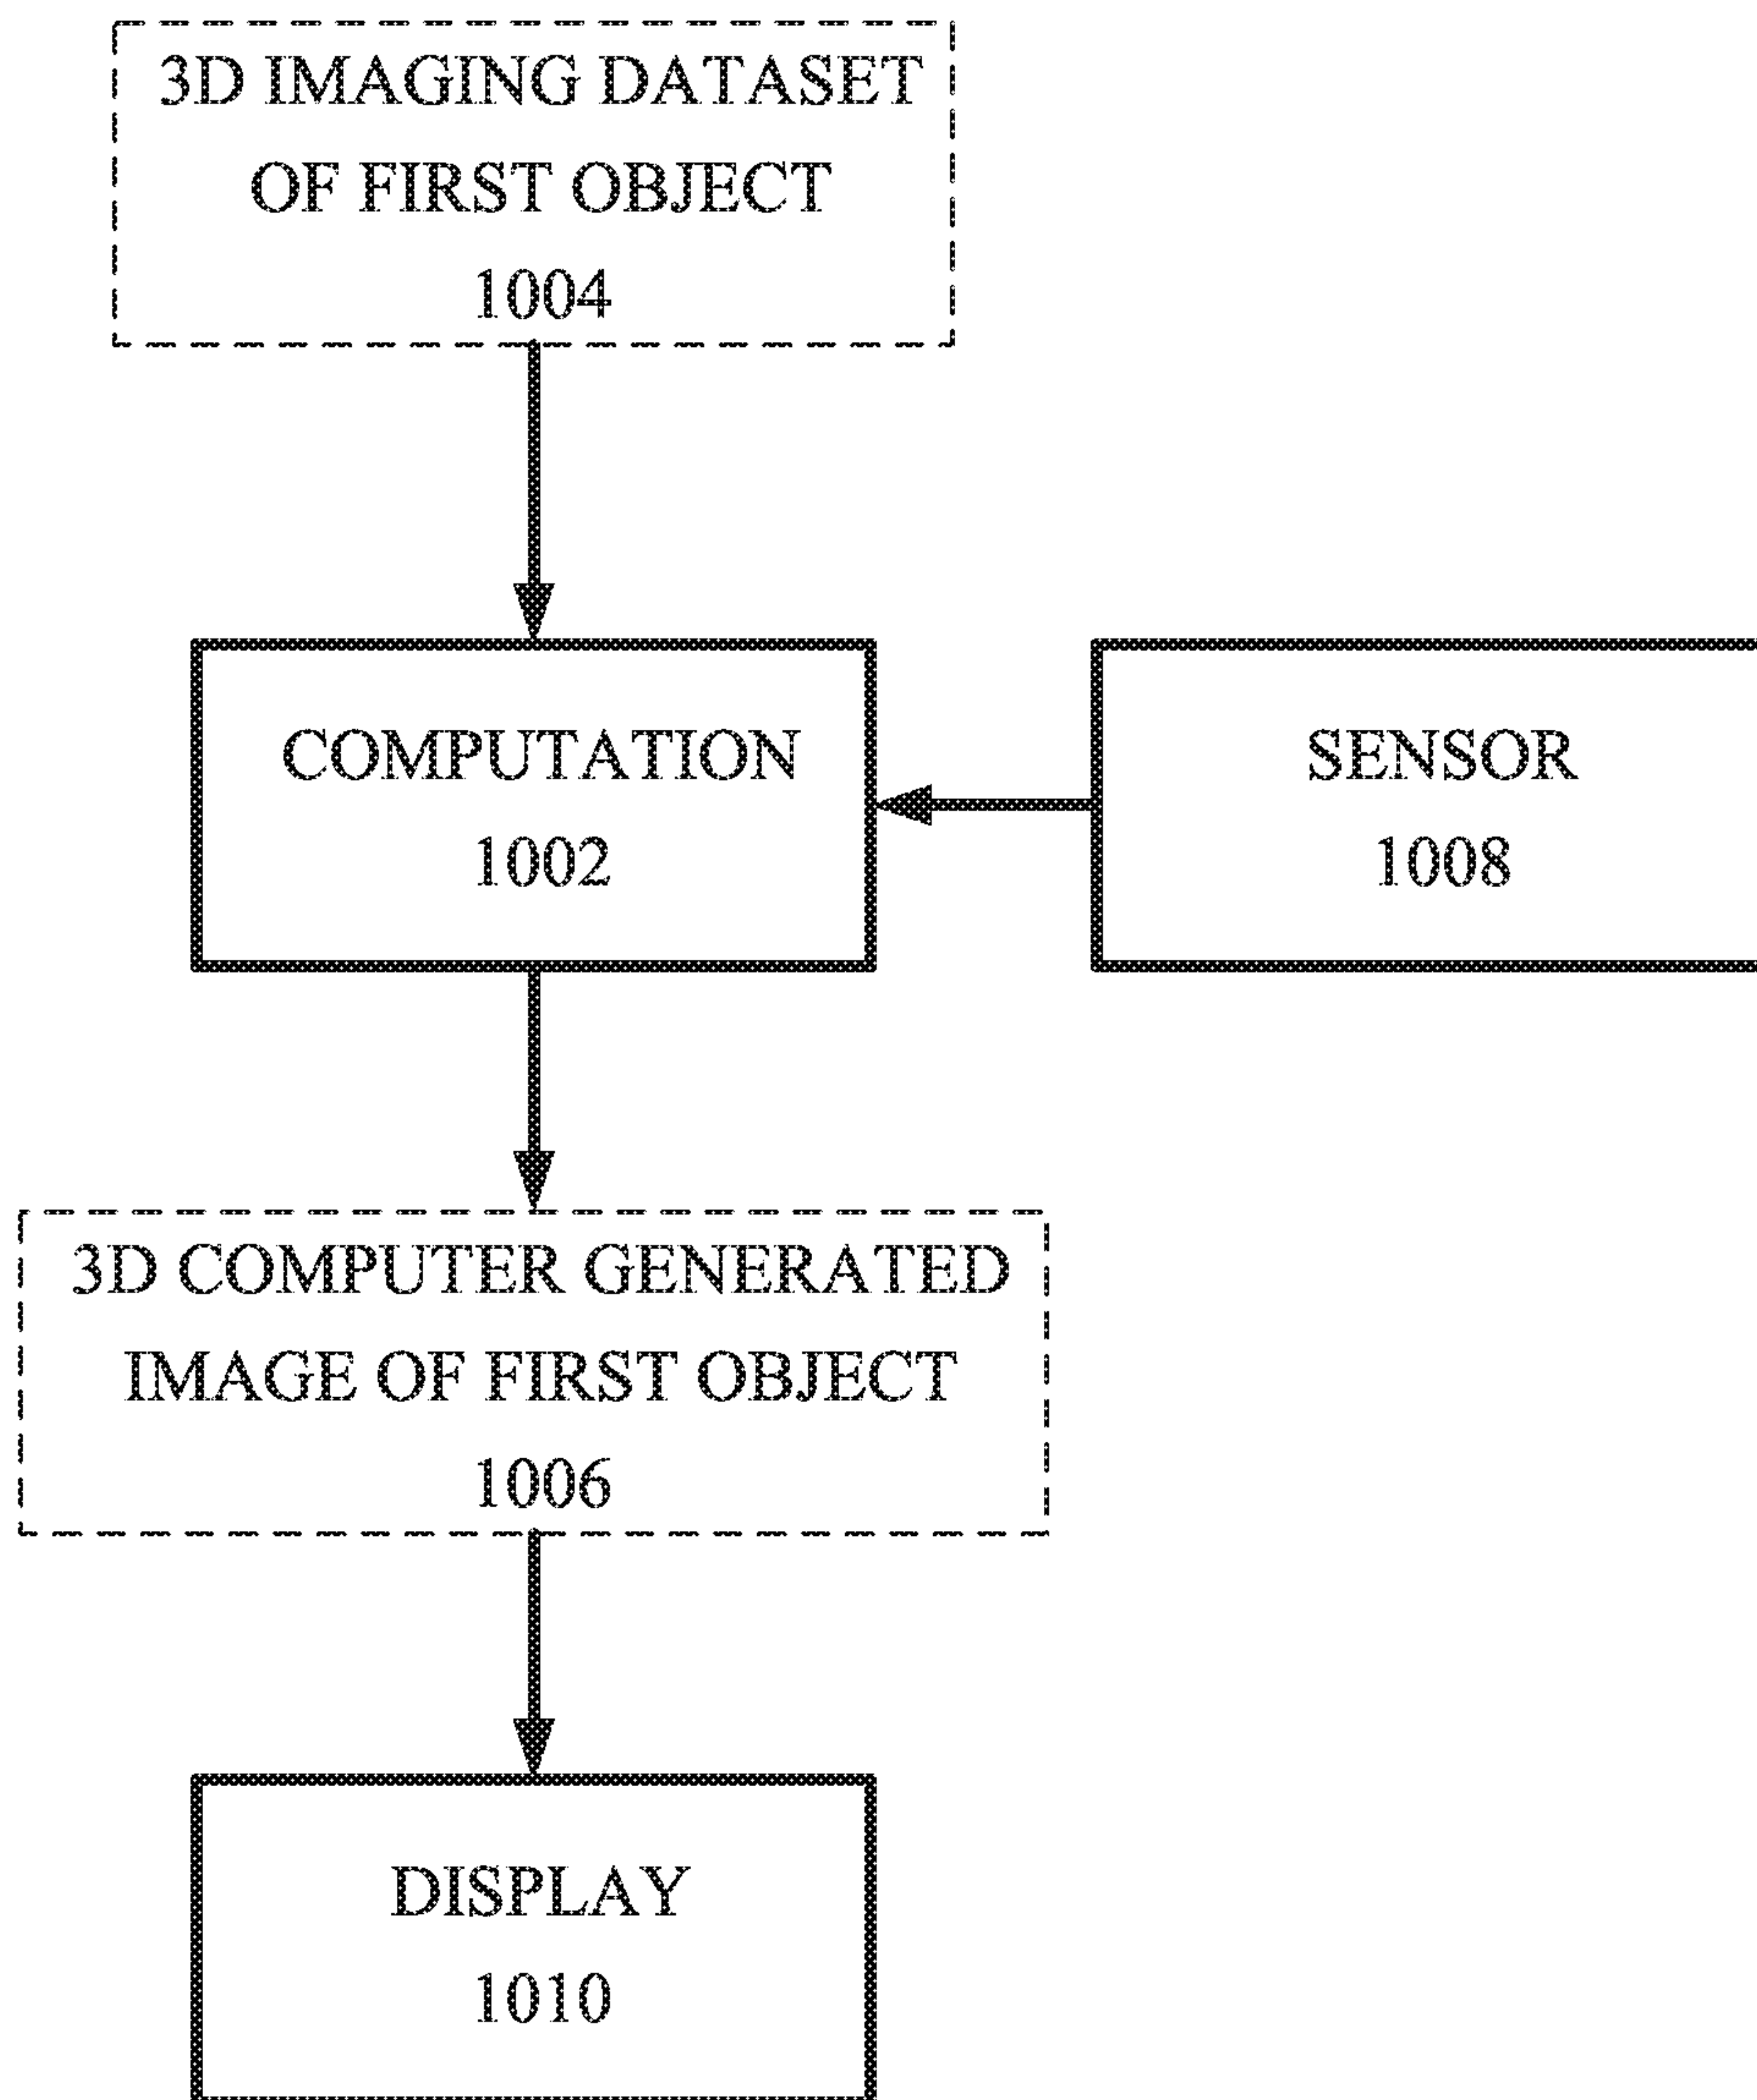 3D IMAGING DATASET
OF FIRST OBJECT
1004
COMPUTATION
1002
SENSOR
1008
3D COMPUTER GENERATED
IMAGE OF FIRST OBJECT
1006
DISPLAY
1010